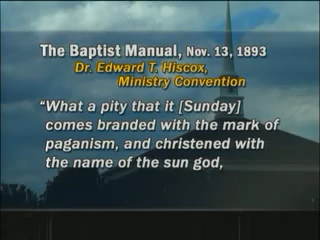 The Baptist Manual, Nov. 13, 1893
Dr. Edward T. Hiscox,
Ministry Convention
“What a pity that it [Sunday]
comes branded with the mark of
paganism, and christened with
the name of the sun god,